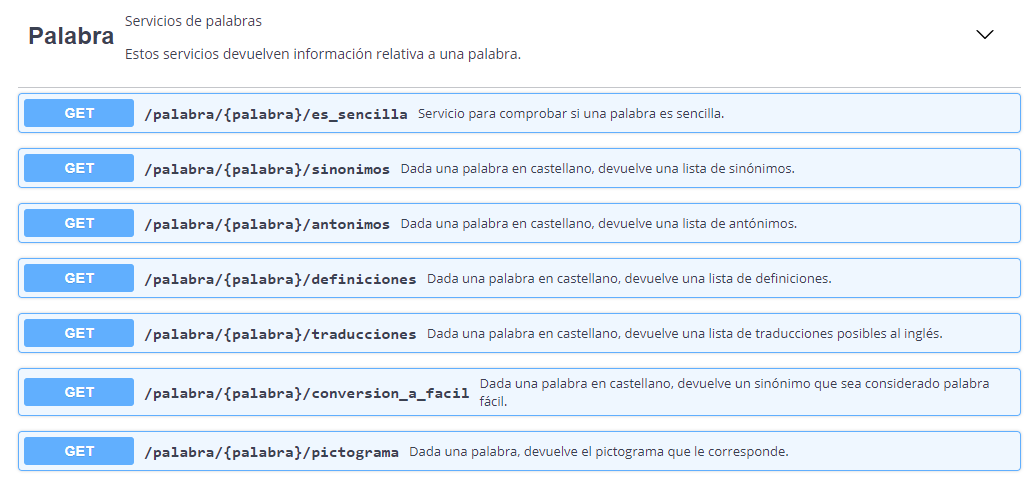 Palabra
Servicios de palabras
Estos servicios devuelven información relativa a una palabra.
GET /palabra/{palabra}/es_sencilla Servicio para comprobar si una palabra es sencilla.
GET /palabra/{palabra}/sinonimos Dada una palabra en castellano, devuelve una lista de sinónimos.
GET /palabra/{palabra}/antonimos Dada una palabra en castellano, devuelve una lista de antónimos.
GET /palabra/{palabra}/definiciones Dada una palabra en castellano, devuelve una lista de definiciones.
GET /palabra/{palabra}/traducciones Dada una palabra en castellano, devuelve una lista de traducciones posibles al inglés.
GET /palabra/{palabra}/conversion_a_facil Dada una palabra en castellano, devuelve un sinónimo que sea considerado palabra
fácil.
GET /palabra/{palabra}/pictograma Dada una palabra, devuelve el pictograma que le corresponde.